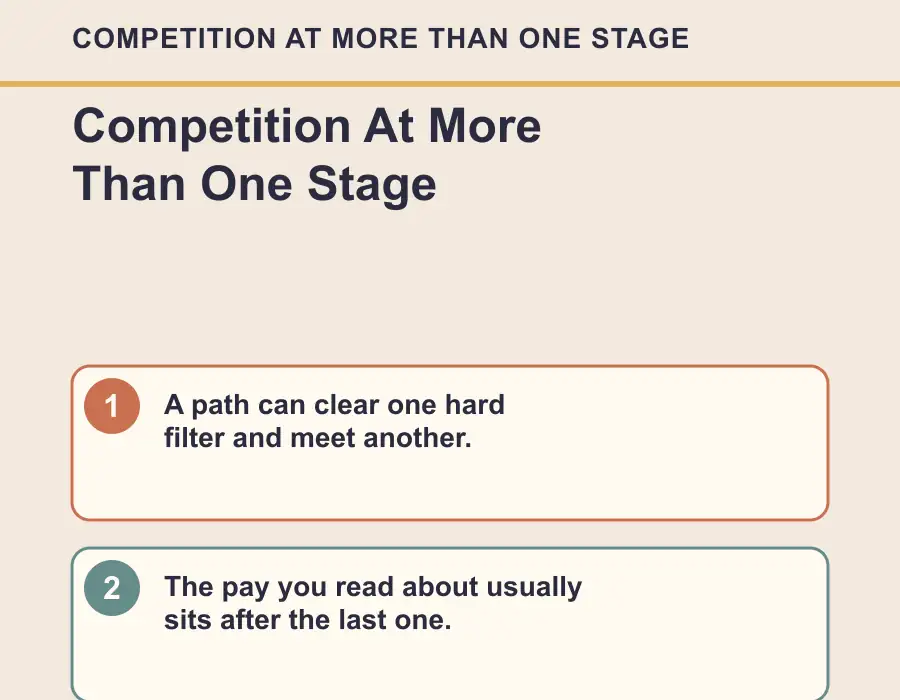 COMPETITION AT MORE THAN ONE STAGE
Competition At More
Than One Stage
1
A path can clear one hard
filter and meet another.
2
The pay you read about usually
sits after the last one.